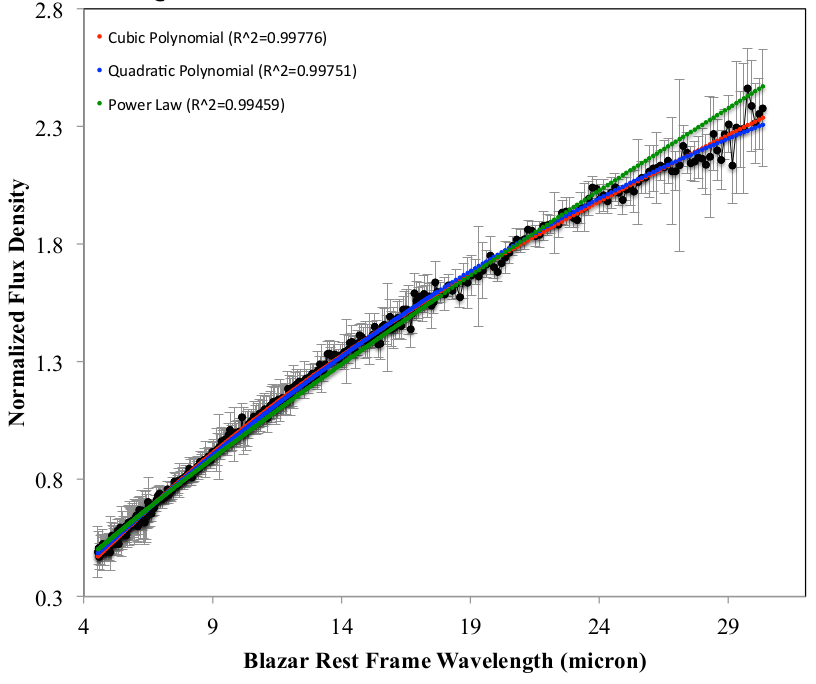 2.8
Cubic Polynomial (R^2=0.99776)
Quadratic Polynomial (R^2=0.99751)
Power Law (R^2=0.99459)
2.3
1.8
1.3
0.8
0.3
Normalized Flux Density
4 9 14 19 24 29
Blazar Rest Frame Wavelength (micron)